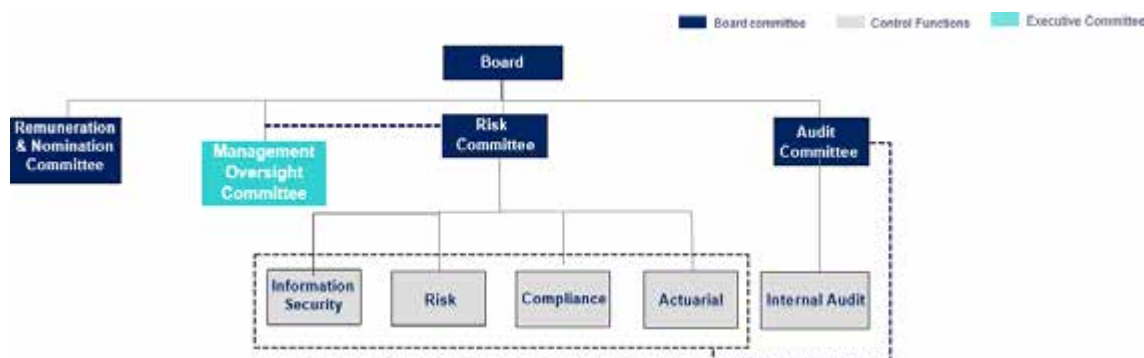 Board committee
Control Functions
Executive Committee
Board
Remuneration
& Nomination
Committee
Management
Oversight
Committee
Risk
Committee
Audit
Committee
Information
Security
Risk
Compliance
Actuarial
Internal Audit